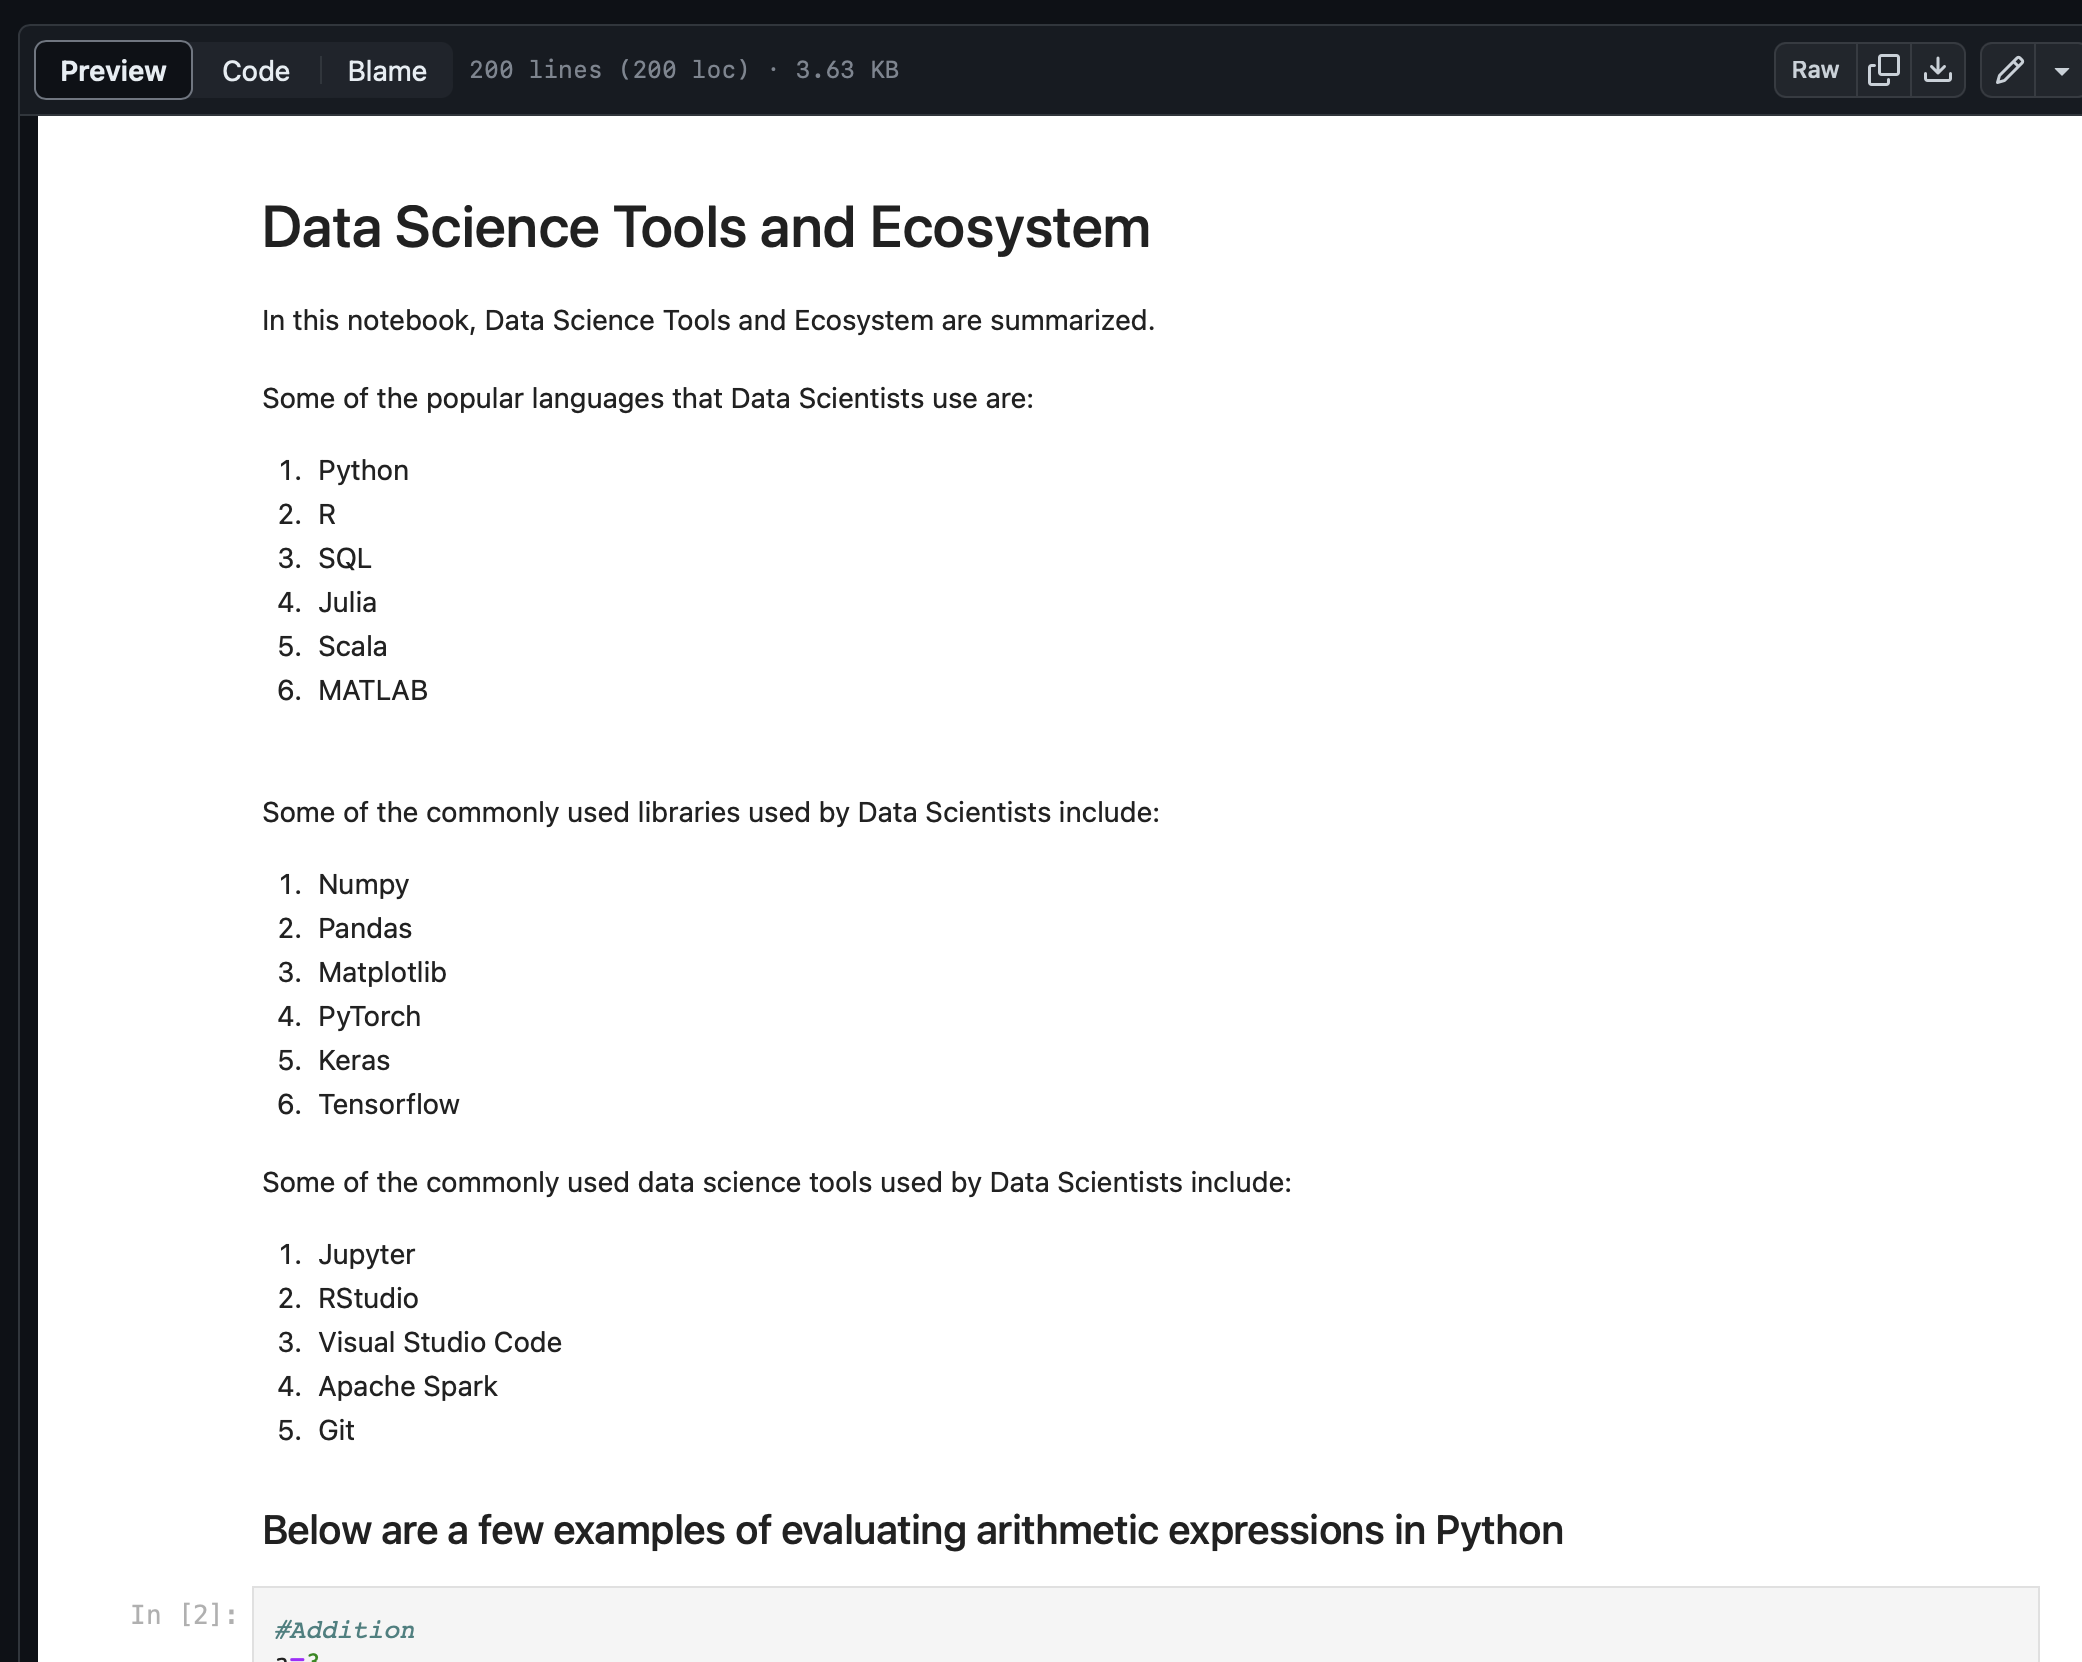 Preview Code Blame 200 lines (200 loc) · 3.63 KB Raw
Data Science Tools and Ecosystem
In this notebook, Data Science Tools and Ecosystem are summarized.
Some of the popular languages that Data Scientists use are:
1. Python
2. R
3. SQL
4. Julia
5. Scala
6. MATLAB
Some of the commonly used libraries used by Data Scientists include:
1. Numpy
2. Pandas
3. Matplotlib
4. PyTorch
5. Keras
6. Tensorflow
Some of the commonly used data science tools used by Data Scientists include:
1. Jupyter
2. RStudio
3. Visual Studio Code
4. Apache Spark
5. Git
Below are a few examples of evaluating arithmetic expressions in Python
In [2]: #Addition